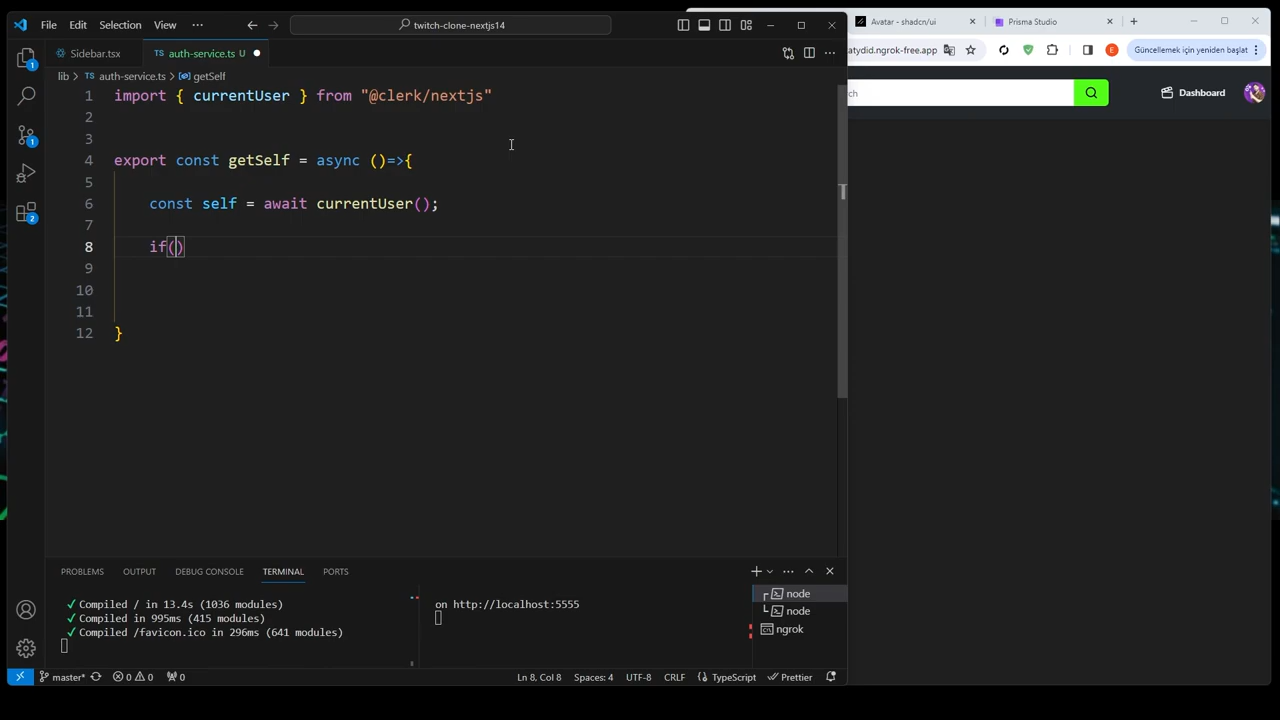 File Edit Selection View ··· twitch-clone-nextjs14
Avatar - shadcn/ui
Prisma Studio
Sidebar.tsx
TS auth-service.ts U
atydid.ngrok-free.app
E
Güncellemek için yeniden başlat
lib > TS auth-service.ts > getSelf
ch
Dashboard
1 import { currentUser } from "@clerk/nextjs"
2
3
4 export const getSelf = async ()=>{
5
6 const self = await currentUser();
7
8 if()
9
10
11
12 }
1
1
2
PROBLEMS OUTPUT DEBUG CONSOLE TERMINAL PORTS
✓ Compiled / in 13.4s (1036 modules)
✓ Compiled in 995ms (415 modules)
✓ Compiled /favicon.ico in 296ms (641 modules)
on http://localhost:5555
node
node
ngrok
master* 0 0 0 Ln 8, Col 8 Spaces: 4 UTF-8 CRLF {} TypeScript Prettier